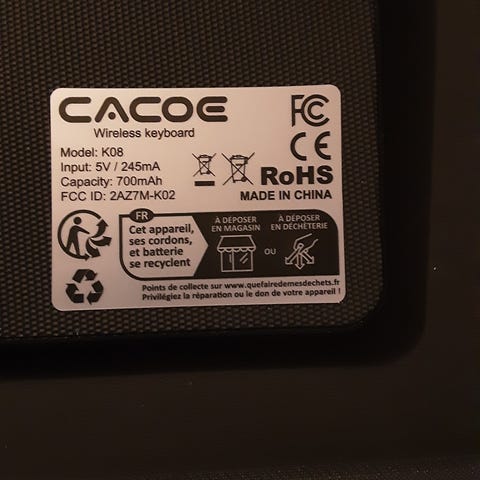 CACOE
Wireless keyboard
Model: K08
Input: 5V / 245mA
Capacity: 700mAh
FCC ID: 2AZ7M-K02
FC
CE
RoHS
MADE IN CHINA
FR
Cet appareil,
ses cordons,
et batterie
se recyclent
À DÉPOSER
EN MAGASIN
OU
À DÉPOSER
EN DÉCHÈTERIE
Points de collecte sur www.quefairedemesdechets.fr
Privilégiez la réparation ou le don de votre appareil !